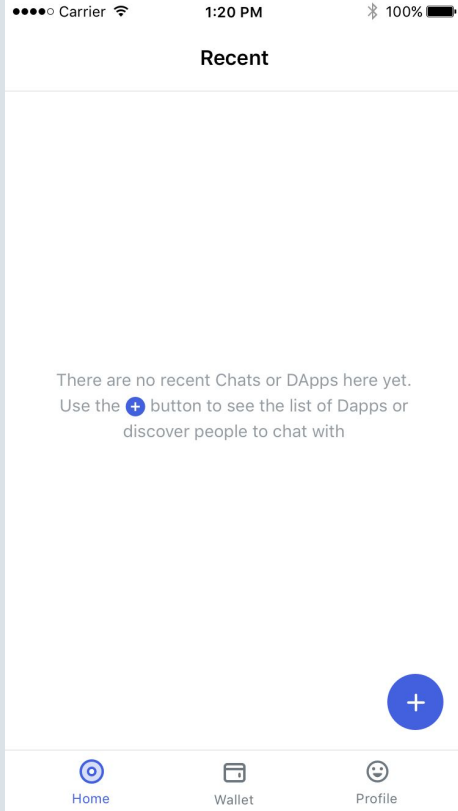 Carrier 1:20 PM 100%
Recent
There are no recent Chats or DApps here yet.
Use the + button to see the list of Dapps or
discover people to chat with
+
Home Wallet Profile